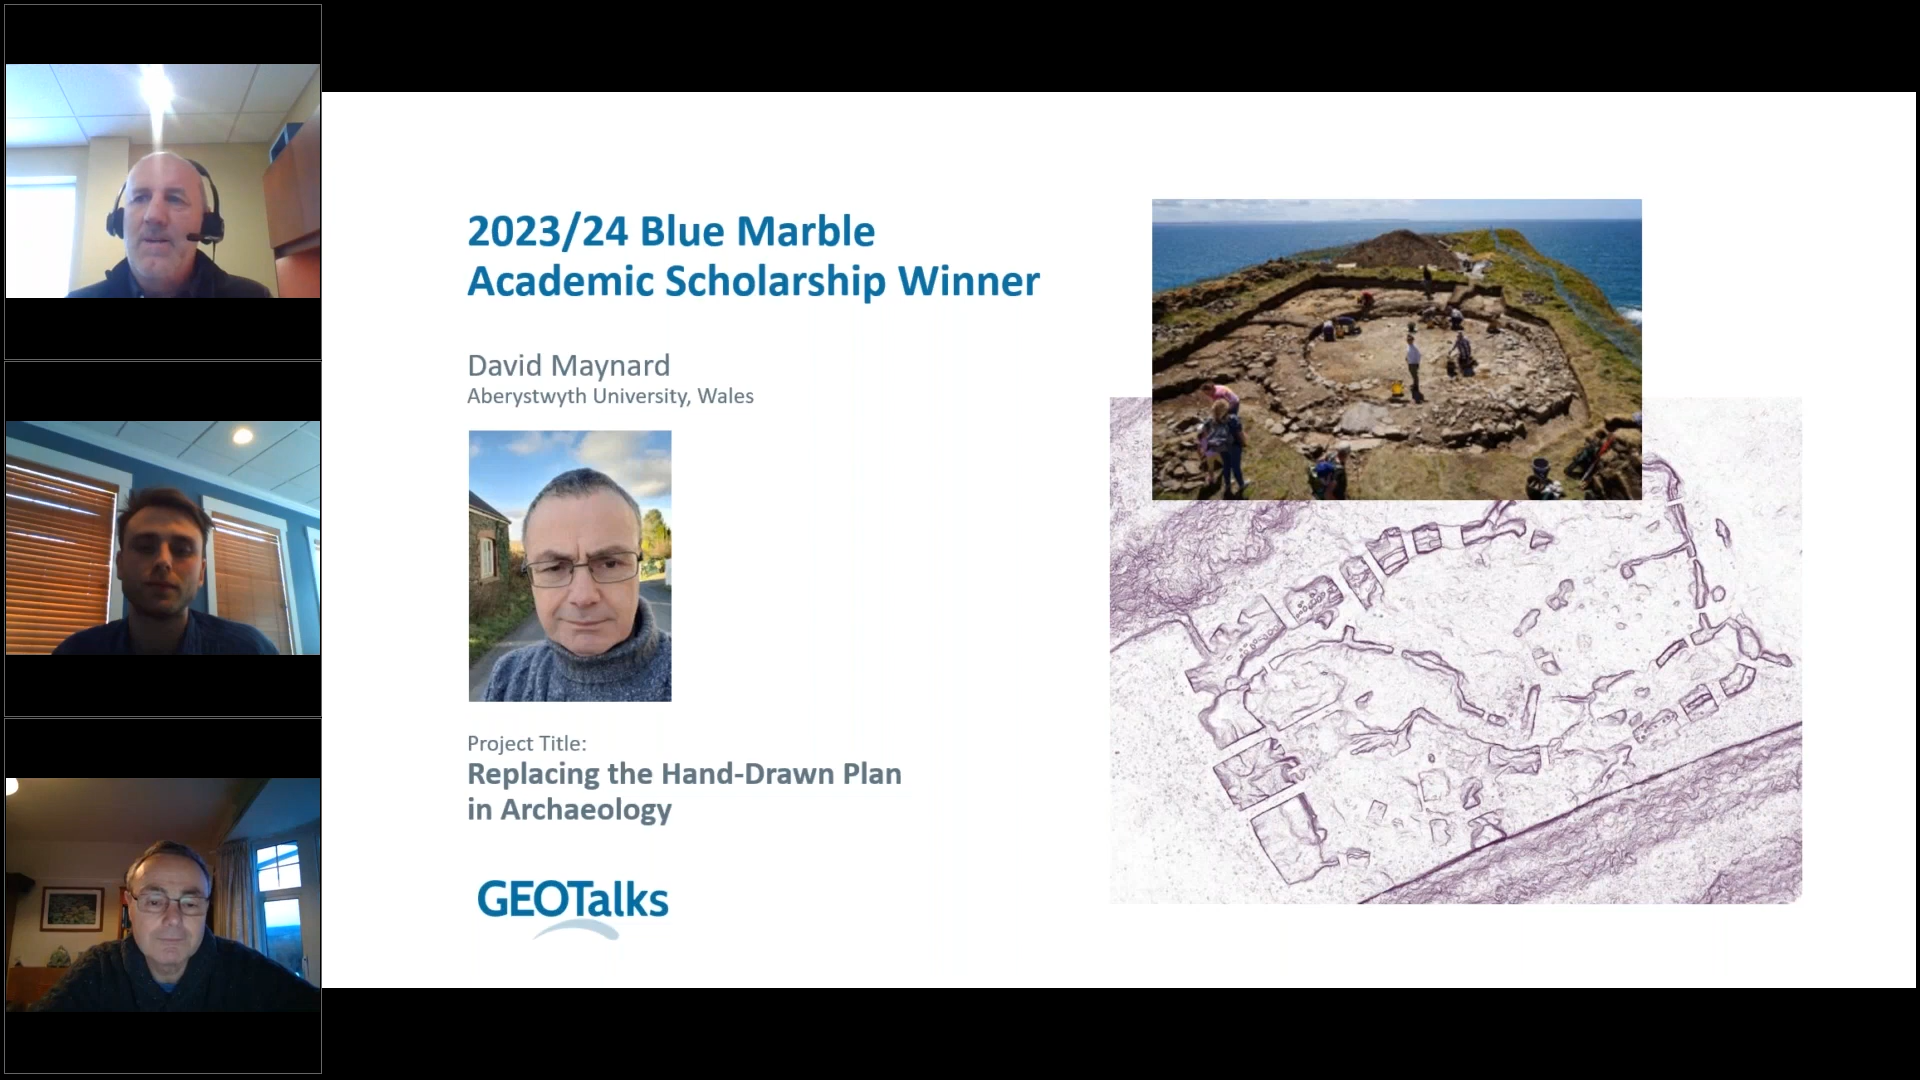 2023/24 Blue Marble
Academic Scholarship Winner
David Maynard
Aberystwyth University, Wales
Project Title:
Replacing the Hand-Drawn Plan
in Archaeology
GEOTalks